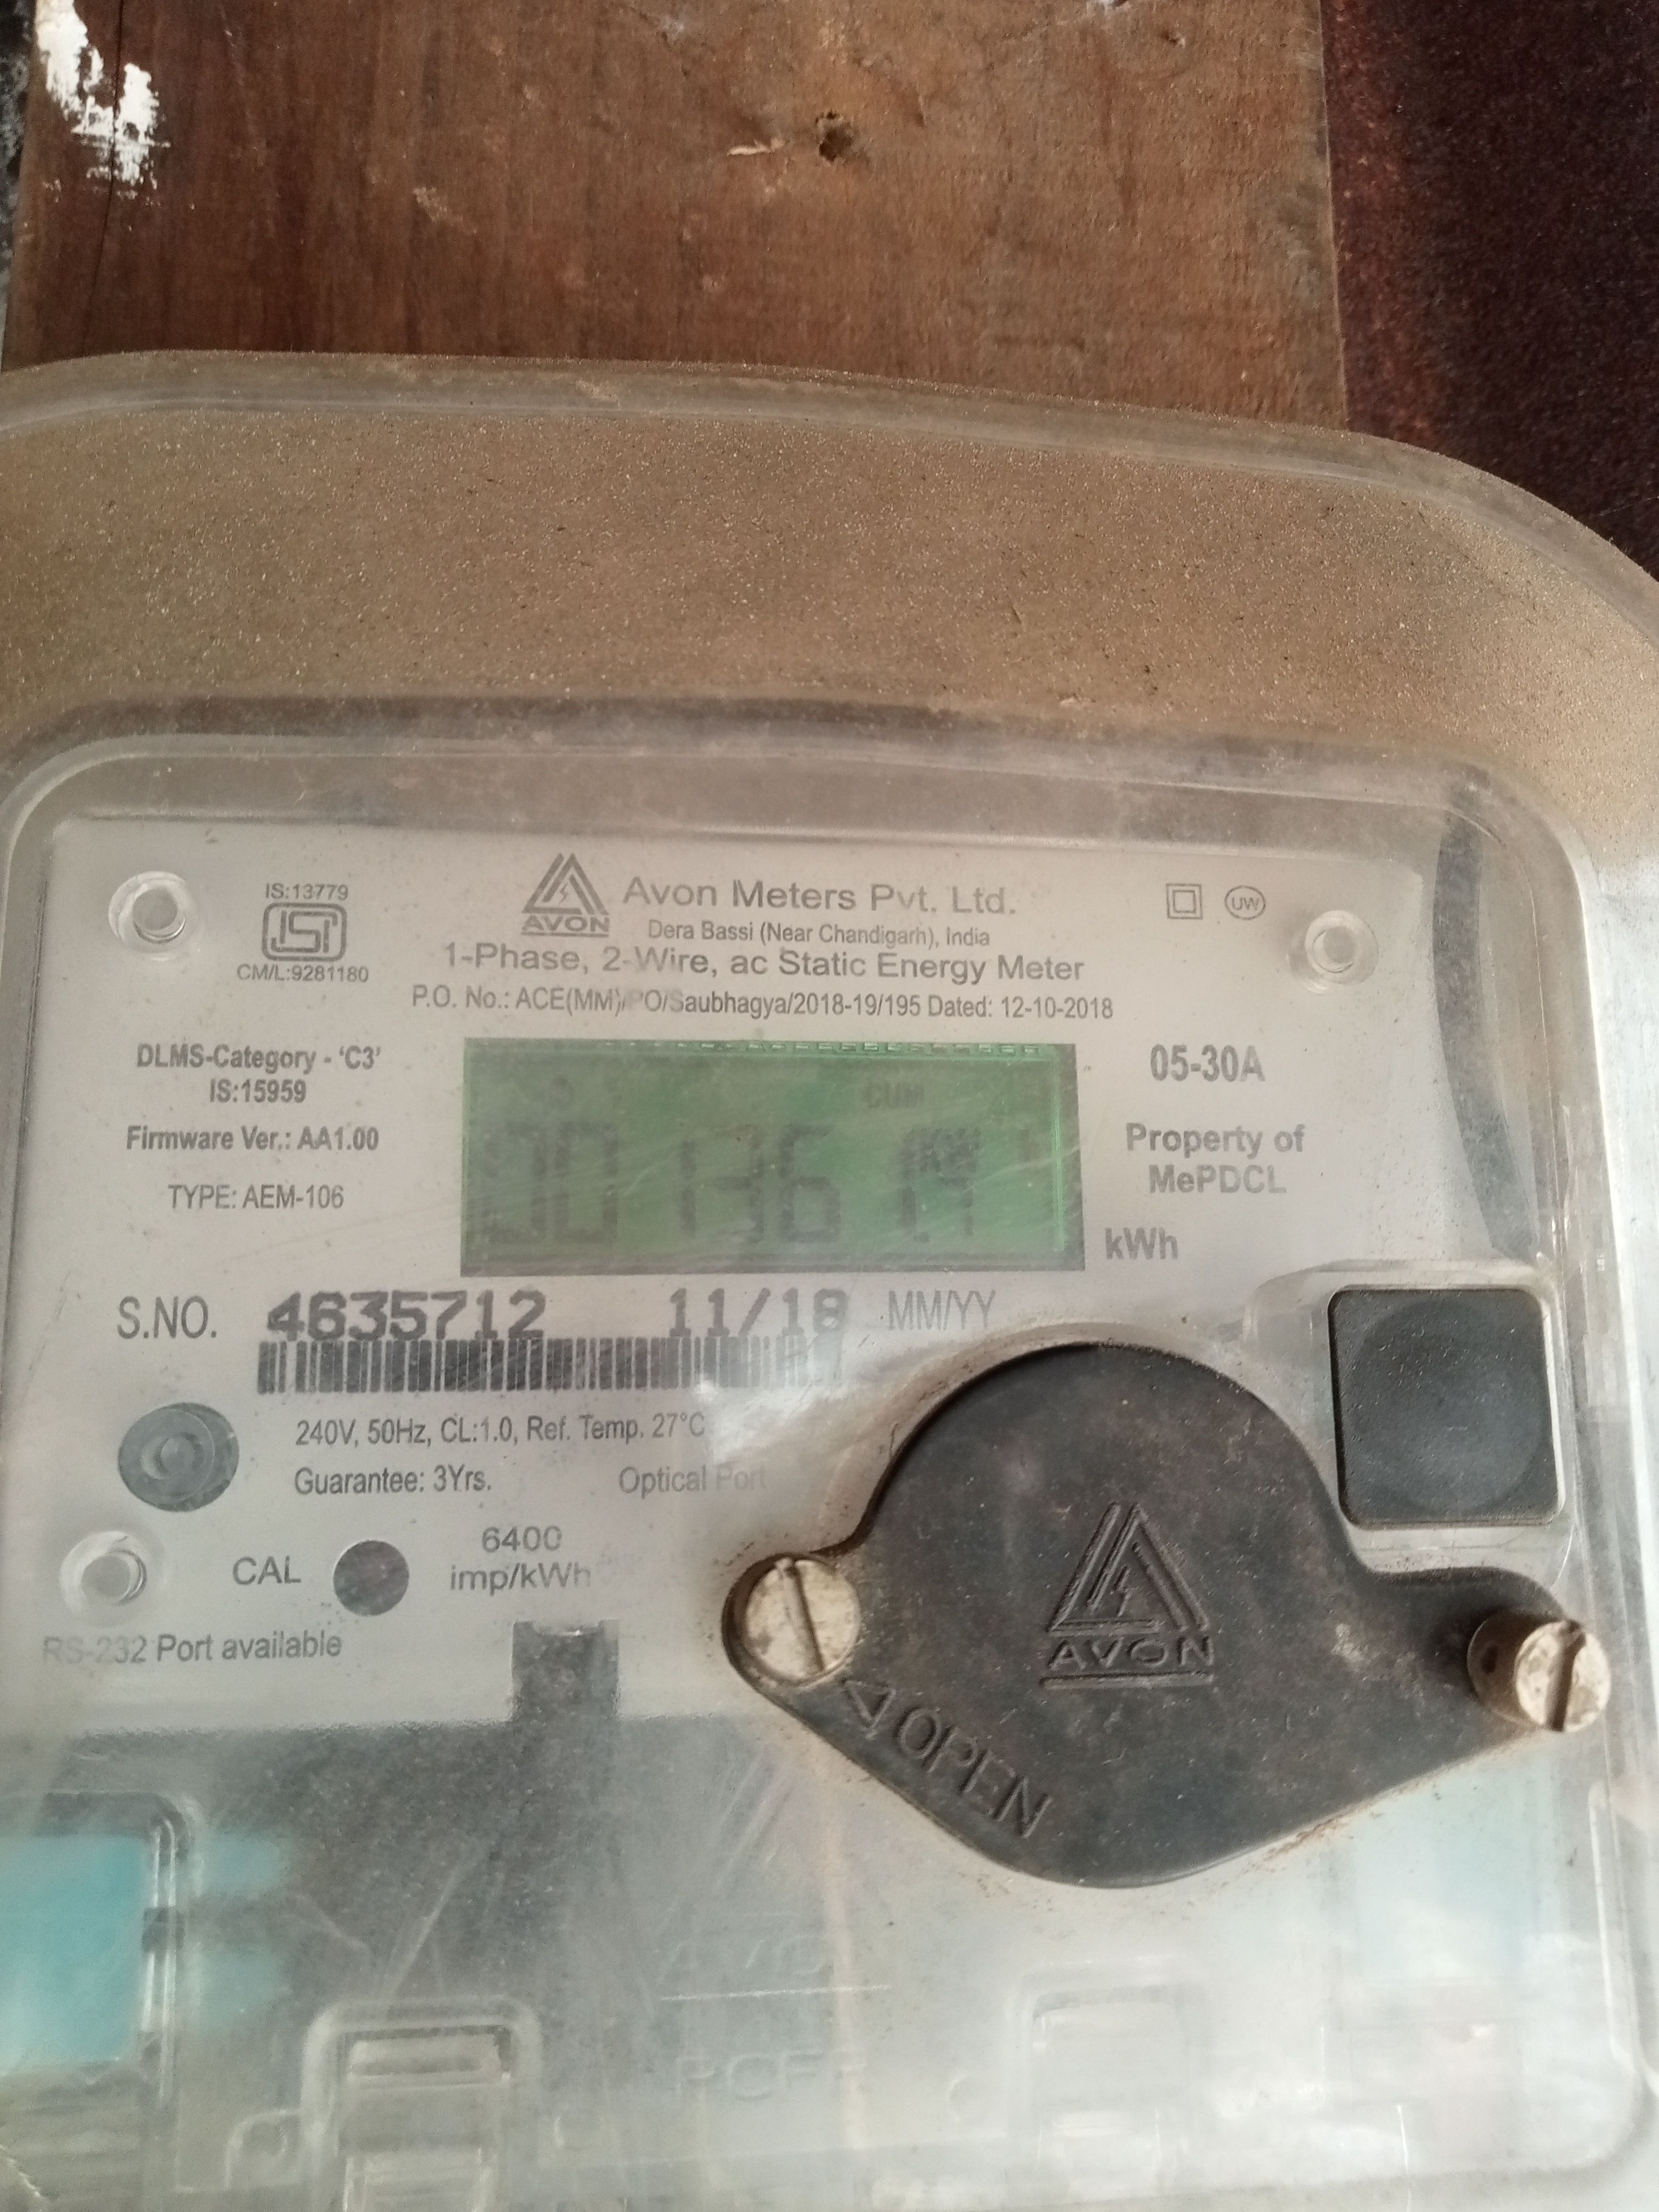 IS:13779
ISI
CM/L:9281180
AVON
Avon Meters Pvt. Ltd.
Dera Bassi (Near Chandigarh), India
UW
1-Phase, 2-Wire, ac Static Energy Meter
P.O. No.: ACE(MM)/PO/Saubhagya/2018-19/195 Dated: 12-10-2018
DLMS-Category - ‘C3’
IS:15959
Firmware Ver.: AA1.00
TYPE: AEM-106
CUM
05-30A
Property of
MePDCL
kWh
S.NO. 4635712 11/18 MM/YY
240V, 50Hz, CL:1.0, Ref. Temp. 27°C
Guarantee: 3Yrs. Optical Port
CAL
6400
imp/kWh
RS-232 Port available
AVON
OPEN